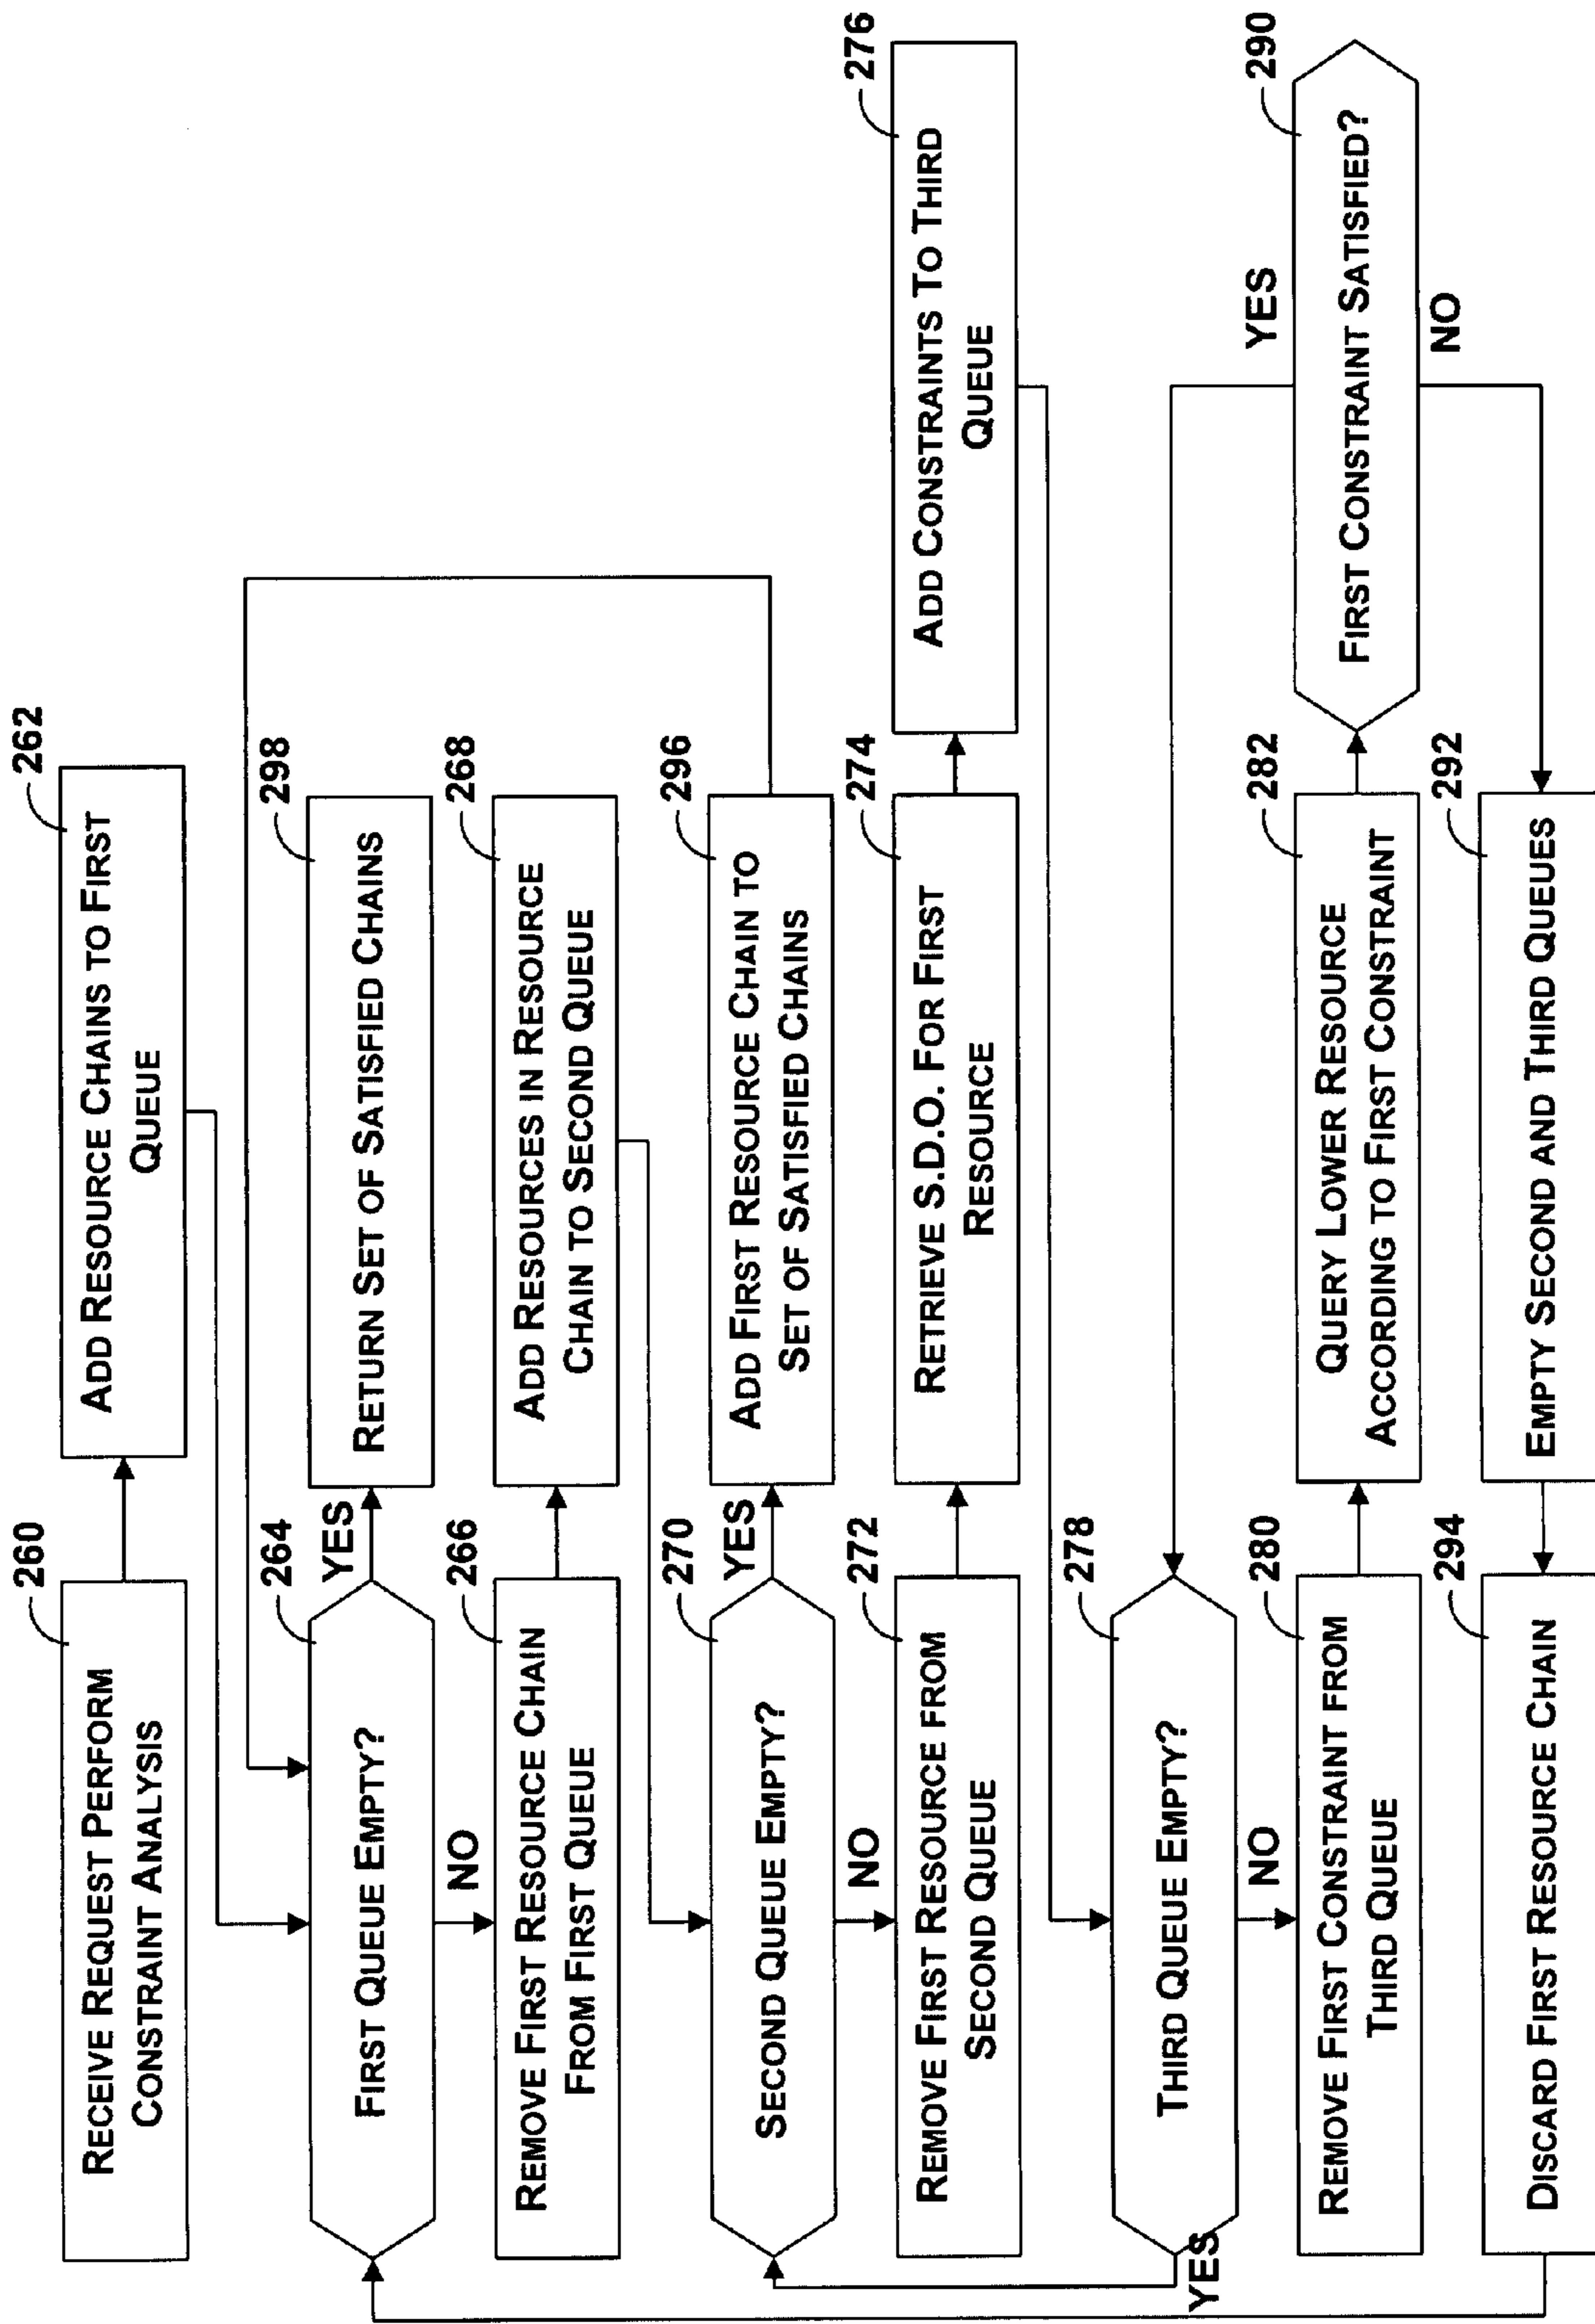 260
RECEIVE REQUEST PERFORM
CONSTRAINT ANALYSIS
262
ADD RESOURCE CHAINS TO FIRST
QUEUE
264
FIRST QUEUE EMPTY?
YES
NO
298
RETURN SET OF SATISFIED CHAINS
266
REMOVE FIRST RESOURCE CHAIN
FROM FIRST QUEUE
268
ADD RESOURCES IN RESOURCE
CHAIN TO SECOND QUEUE
270
SECOND QUEUE EMPTY?
YES
NO
296
ADD FIRST RESOURCE CHAIN TO
SET OF SATISFIED CHAINS
272
REMOVE FIRST RESOURCE FROM
SECOND QUEUE
274
RETRIEVE S.D.O. FOR FIRST
RESOURCE
276
ADD CONSTRAINTS TO THIRD
QUEUE
278
THIRD QUEUE EMPTY?
YES
NO
280
REMOVE FIRST CONSTRAINT FROM
THIRD QUEUE
282
QUERY LOWER RESOURCE
ACCORDING TO FIRST CONSTRAINT
290
FIRST CONSTRAINT SATISFIED?
YES
NO
292
EMPTY SECOND AND THIRD QUEUES
294
DISCARD FIRST RESOURCE CHAIN